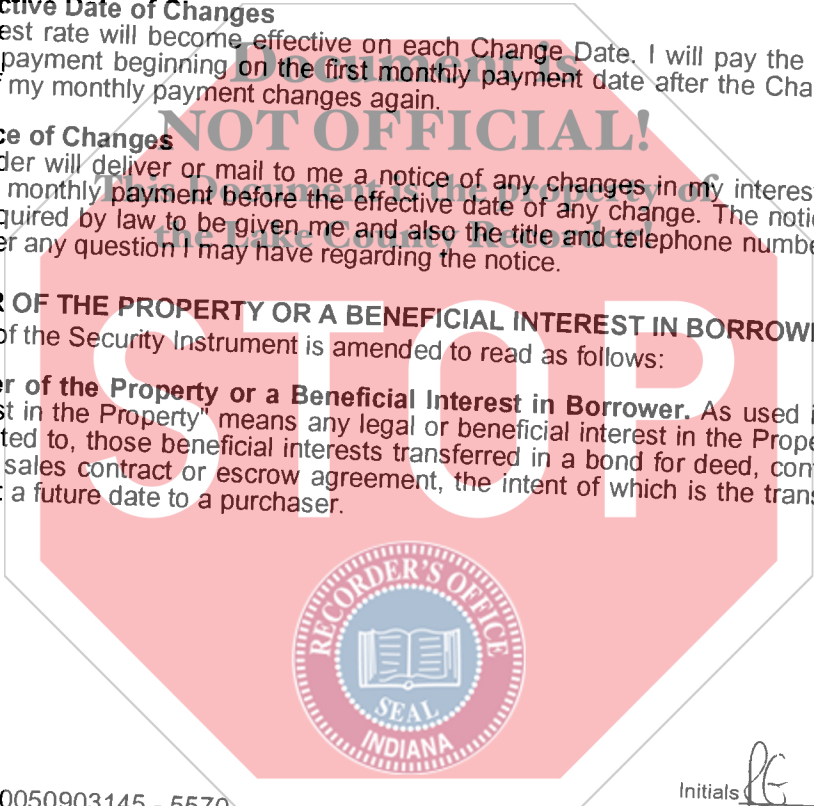 ctive Date of Changes
est rate will become effective on each Change Date. I will pay the
payment beginning on the first monthly payment date after the Cha
my monthly payment changes again.
Document is
NOT OFFICIAL!
This Document is the property of
the Lake County Recorder!
ce of Changes
der will deliver or mail to me a notice of any changes in my interes
monthly payment before the effective date of any change. The notic
quired by law to be given me and also the title and telephone numbe
er any question I may have regarding the notice.
R OF THE PROPERTY OR A BENEFICIAL INTEREST IN BORROWE
of the Security Instrument is amended to read as follows:
er of the Property or a Beneficial Interest in Borrower. As used i
st in the Property" means any legal or beneficial interest in the Prope
ted to, those beneficial interests transferred in a bond for deed, con
sales contract or escrow agreement, the intent of which is the trans
a future date to a purchaser.
STOP
RECORDER'S OFFICE
SEAL
INDIANA
0050903145 - 5570
Initials